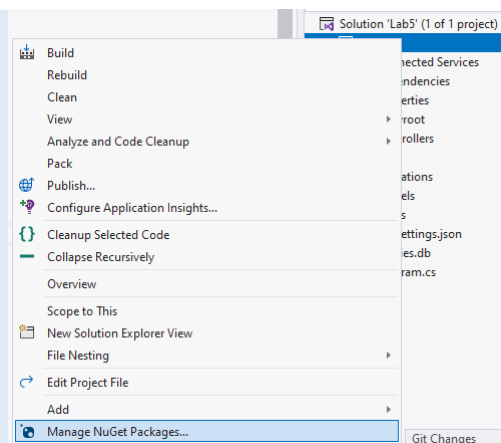 Solution 'Lab5' (1 of 1 project)
Build
Rebuild
Clean
View
Analyze and Code Cleanup
Pack
Publish...
Configure Application Insights...
Cleanup Selected Code
Collapse Recursively
Overview
Scope to This
New Solution Explorer View
File Nesting
Edit Project File
Add
Manage NuGet Packages...
nected Services
endencies
erties
root
rollers
ations
els
s
ettings.json
es.db
ram.cs
Git Changes